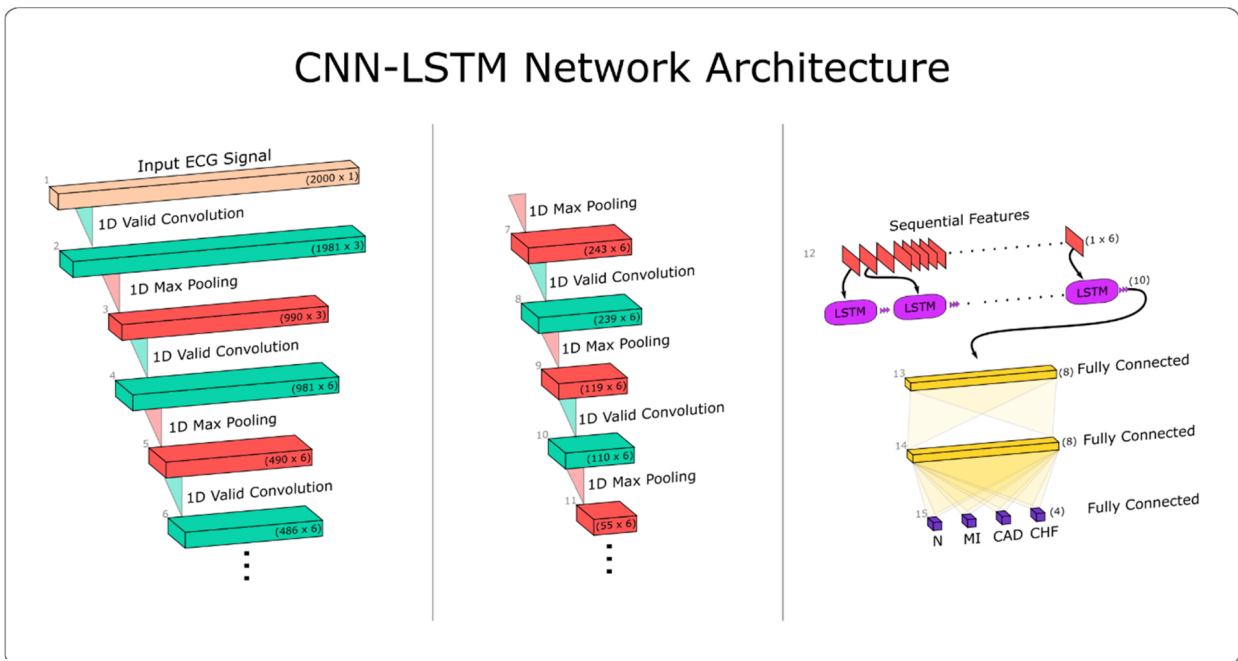 CNN-LSTM Network Architecture
Input ECG Signal
1
(2000 x 1)
1D Valid Convolution
2
(1981 x 3)
1D Max Pooling
3
(990 x 3)
1D Valid Convolution
4
(981 x 6)
1D Max Pooling
5
(490 x 6)
1D Valid Convolution
6
(486 x 6)
1D Max Pooling
7
(243 x 6)
1D Valid Convolution
8
(239 x 6)
1D Max Pooling
9
(119 x 6)
1D Valid Convolution
10
(110 x 6)
1D Max Pooling
11
(55 x 6)
Sequential Features
12
(1 x 6)
LSTM
LSTM
LSTM
(10)
13
(8) Fully Connected
14
(8) Fully Connected
15
(4) Fully Connected
N MI CAD CHF